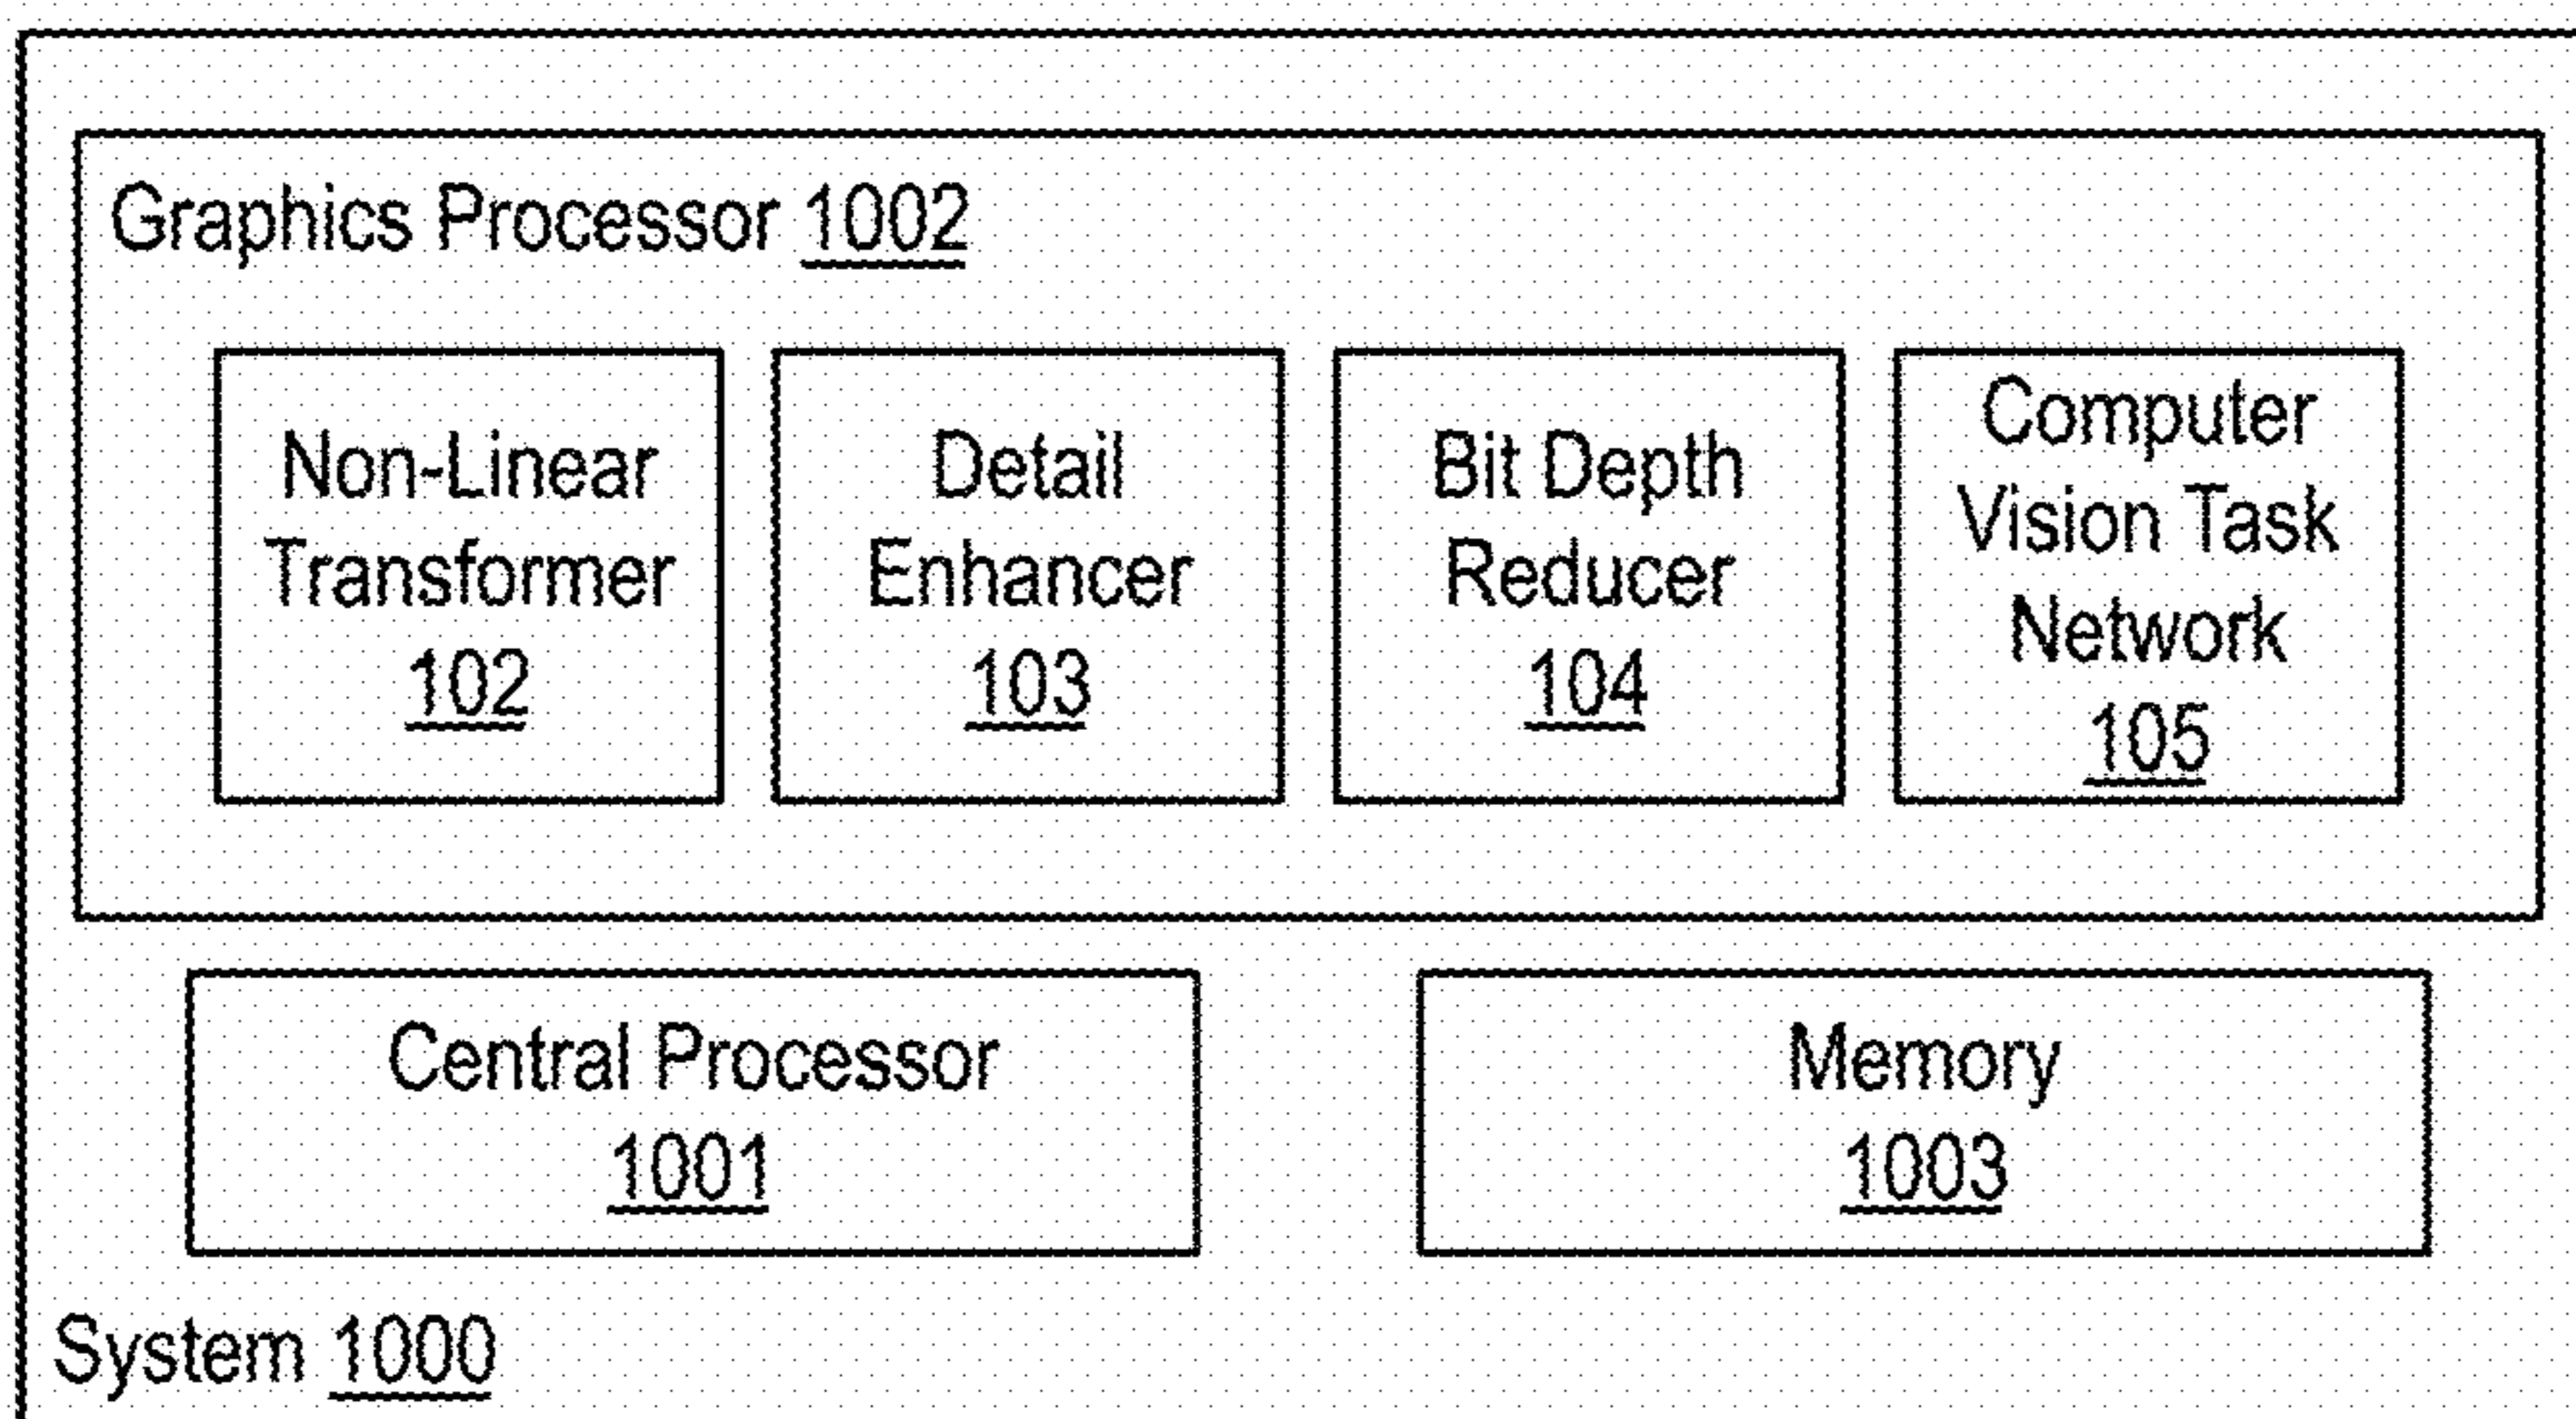 Graphics Processor 1002
Non-Linear
Transformer
102
Detail
Enhancer
103
Bit Depth
Reducer
104
Computer
Vision Task
Network
105
Central Processor
1001
Memory
1003
System 1000